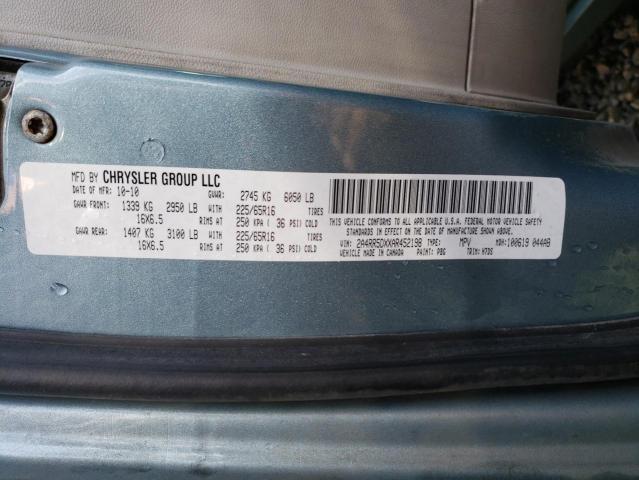 MFD BY CHRYSLER GROUP LLC
DATE OF MFR: 10-10 GVWR: 2745 KG 6050 LB
GAWR FRONT: 1339 KG 2950 LB WITH 225/65R16 TIRES
16X6.5 RIMS AT 250 KPA ( 36 PSI) COLD
GAWR REAR: 1407 KG 3100 LB WITH 225/65R16 TIRES
16X6.5 RIMS AT 250 KPA ( 36 PSI) COLD
THIS VEHICLE CONFORMS TO ALL APPLICABLE U.S.A. FEDERAL MOTOR VEHICLE SAFETY
STANDARDS IN EFFECT ON THE DATE OF MANUFACTURE SHOWN ABOVE.
VIN: 2A4RR5DXXAR452198 TYPE: MPV MDH: 100619 044AB
VEHICLE MADE IN CANADA PAINT: PBG TRIM: H7DS